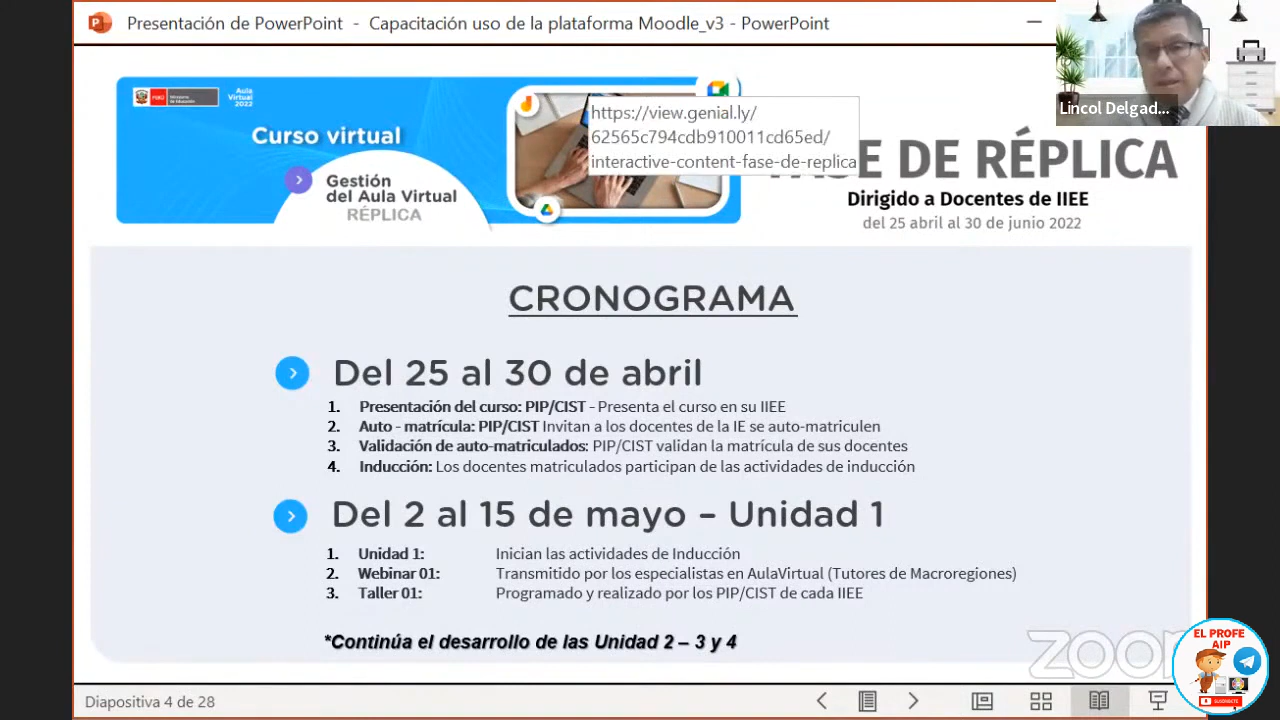 Presentación de PowerPoint - Capacitación uso de la plataforma Moodle_v3 - PowerPoint
Lincol Delgad...
PERÚ
Ministerio de Educación
Aula Virtual 2022
Curso virtual
Gestión
del Aula Virtual
RÉPLICA
https://view.genial.ly/
62565c794cdb910011cd65ed/
interactive-content-fase-de-replica
E DE RÉPLICA
Dirigido a Docentes de IIEE
del 25 abril al 30 de junio 2022
CRONOGRAMA
Del 25 al 30 de abril
1. Presentación del curso: PIP/CIST - Presenta el curso en su IIEE
2. Auto - matrícula: PIP/CIST Invitan a los docentes de la IE se auto-matriculen
3. Validación de auto-matriculados: PIP/CIST validan la matrícula de sus docentes
4. Inducción: Los docentes matriculados participan de las actividades de inducción
Del 2 al 15 de mayo – Unidad 1
1. Unidad 1: Inician las actividades de Inducción
2. Webinar 01: Transmitido por los especialistas en AulaVirtual (Tutores de Macroregiones)
3. Taller 01: Programado y realizado por los PIP/CIST de cada IIEE
*Continúa el desarrollo de las Unidad 2 – 3 y 4
zoom
EL PROFE
AIP
SUSCRÍBETE
Diapositiva 4 de 28